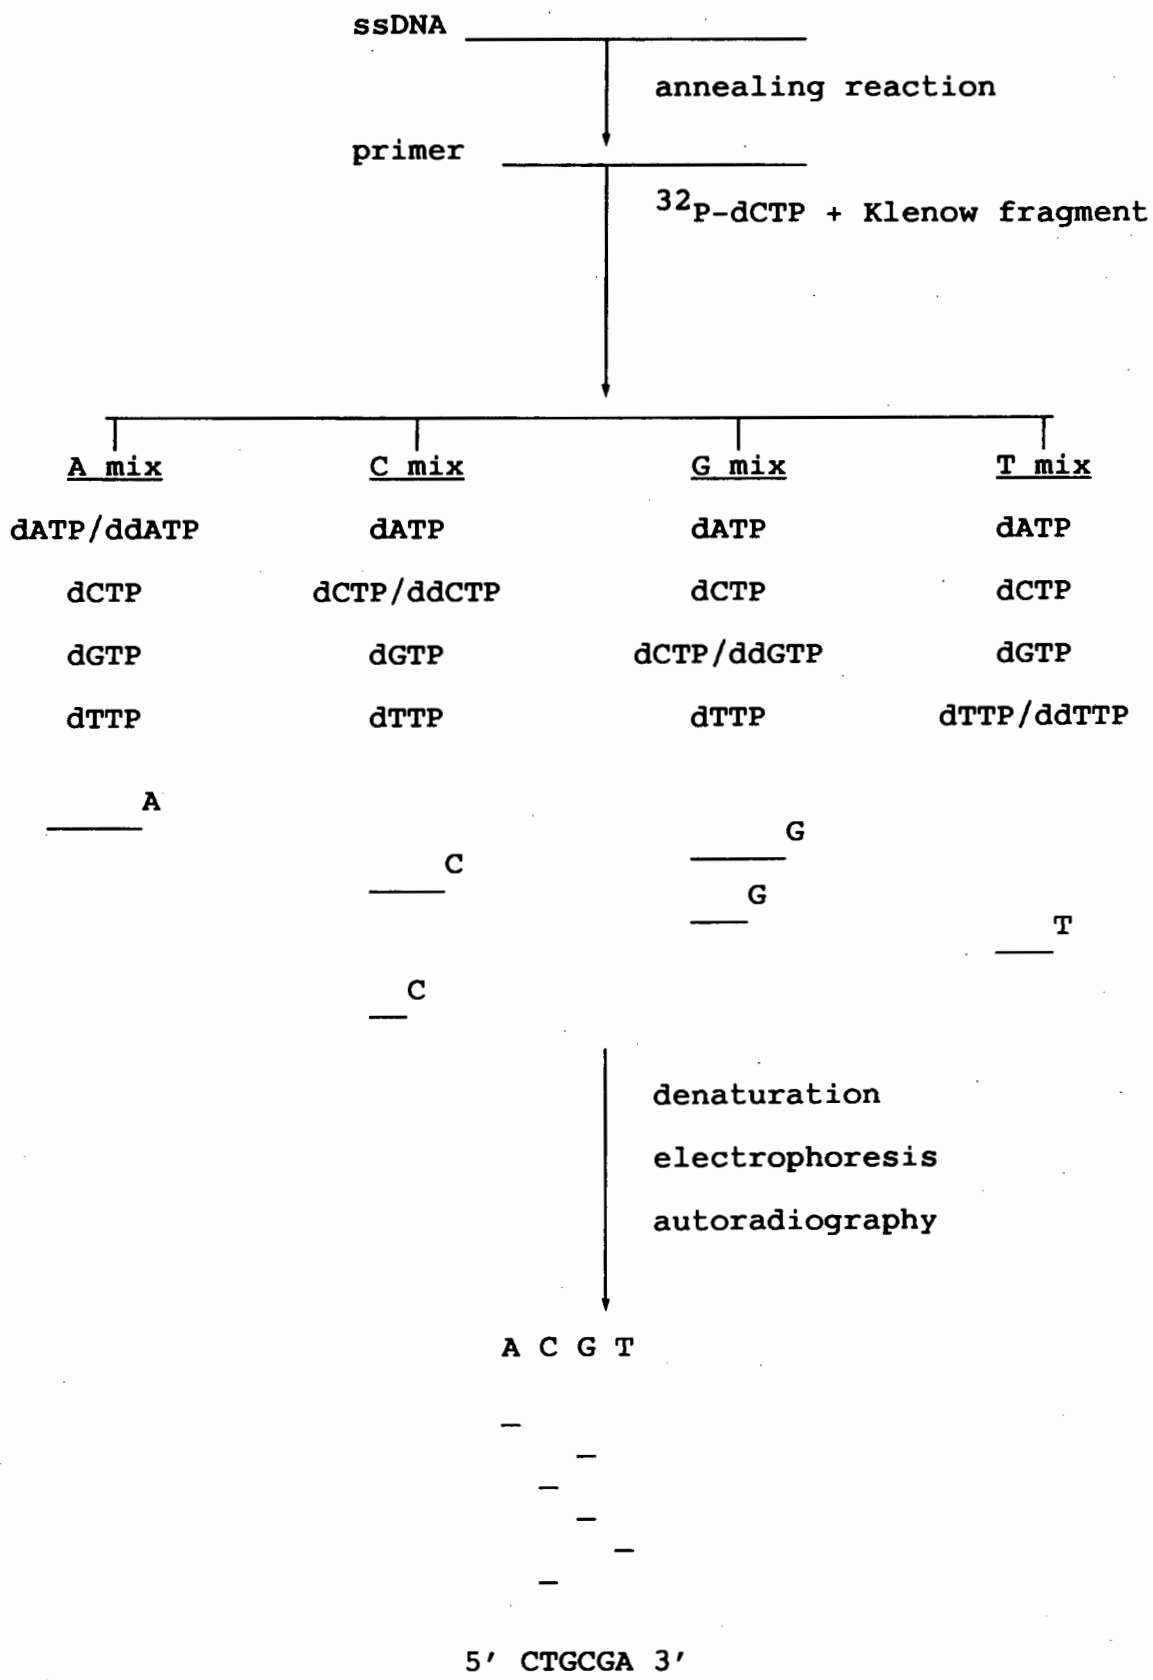 ssDNA
annealing reaction
primer
32P-dCTP + Klenow fragment
A mix C mix G mix T mix
dATP/ddATP dATP dATP dATP
dCTP dCTP/ddCTP dCTP dCTP
dGTP dGTP dCTP/ddGTP dGTP
dTTP dTTP dTTP dTTP/ddTTP
A
G
C
G
T
C
denaturation
electrophoresis
autoradiography
A C G T
5' CTGCGA 3'